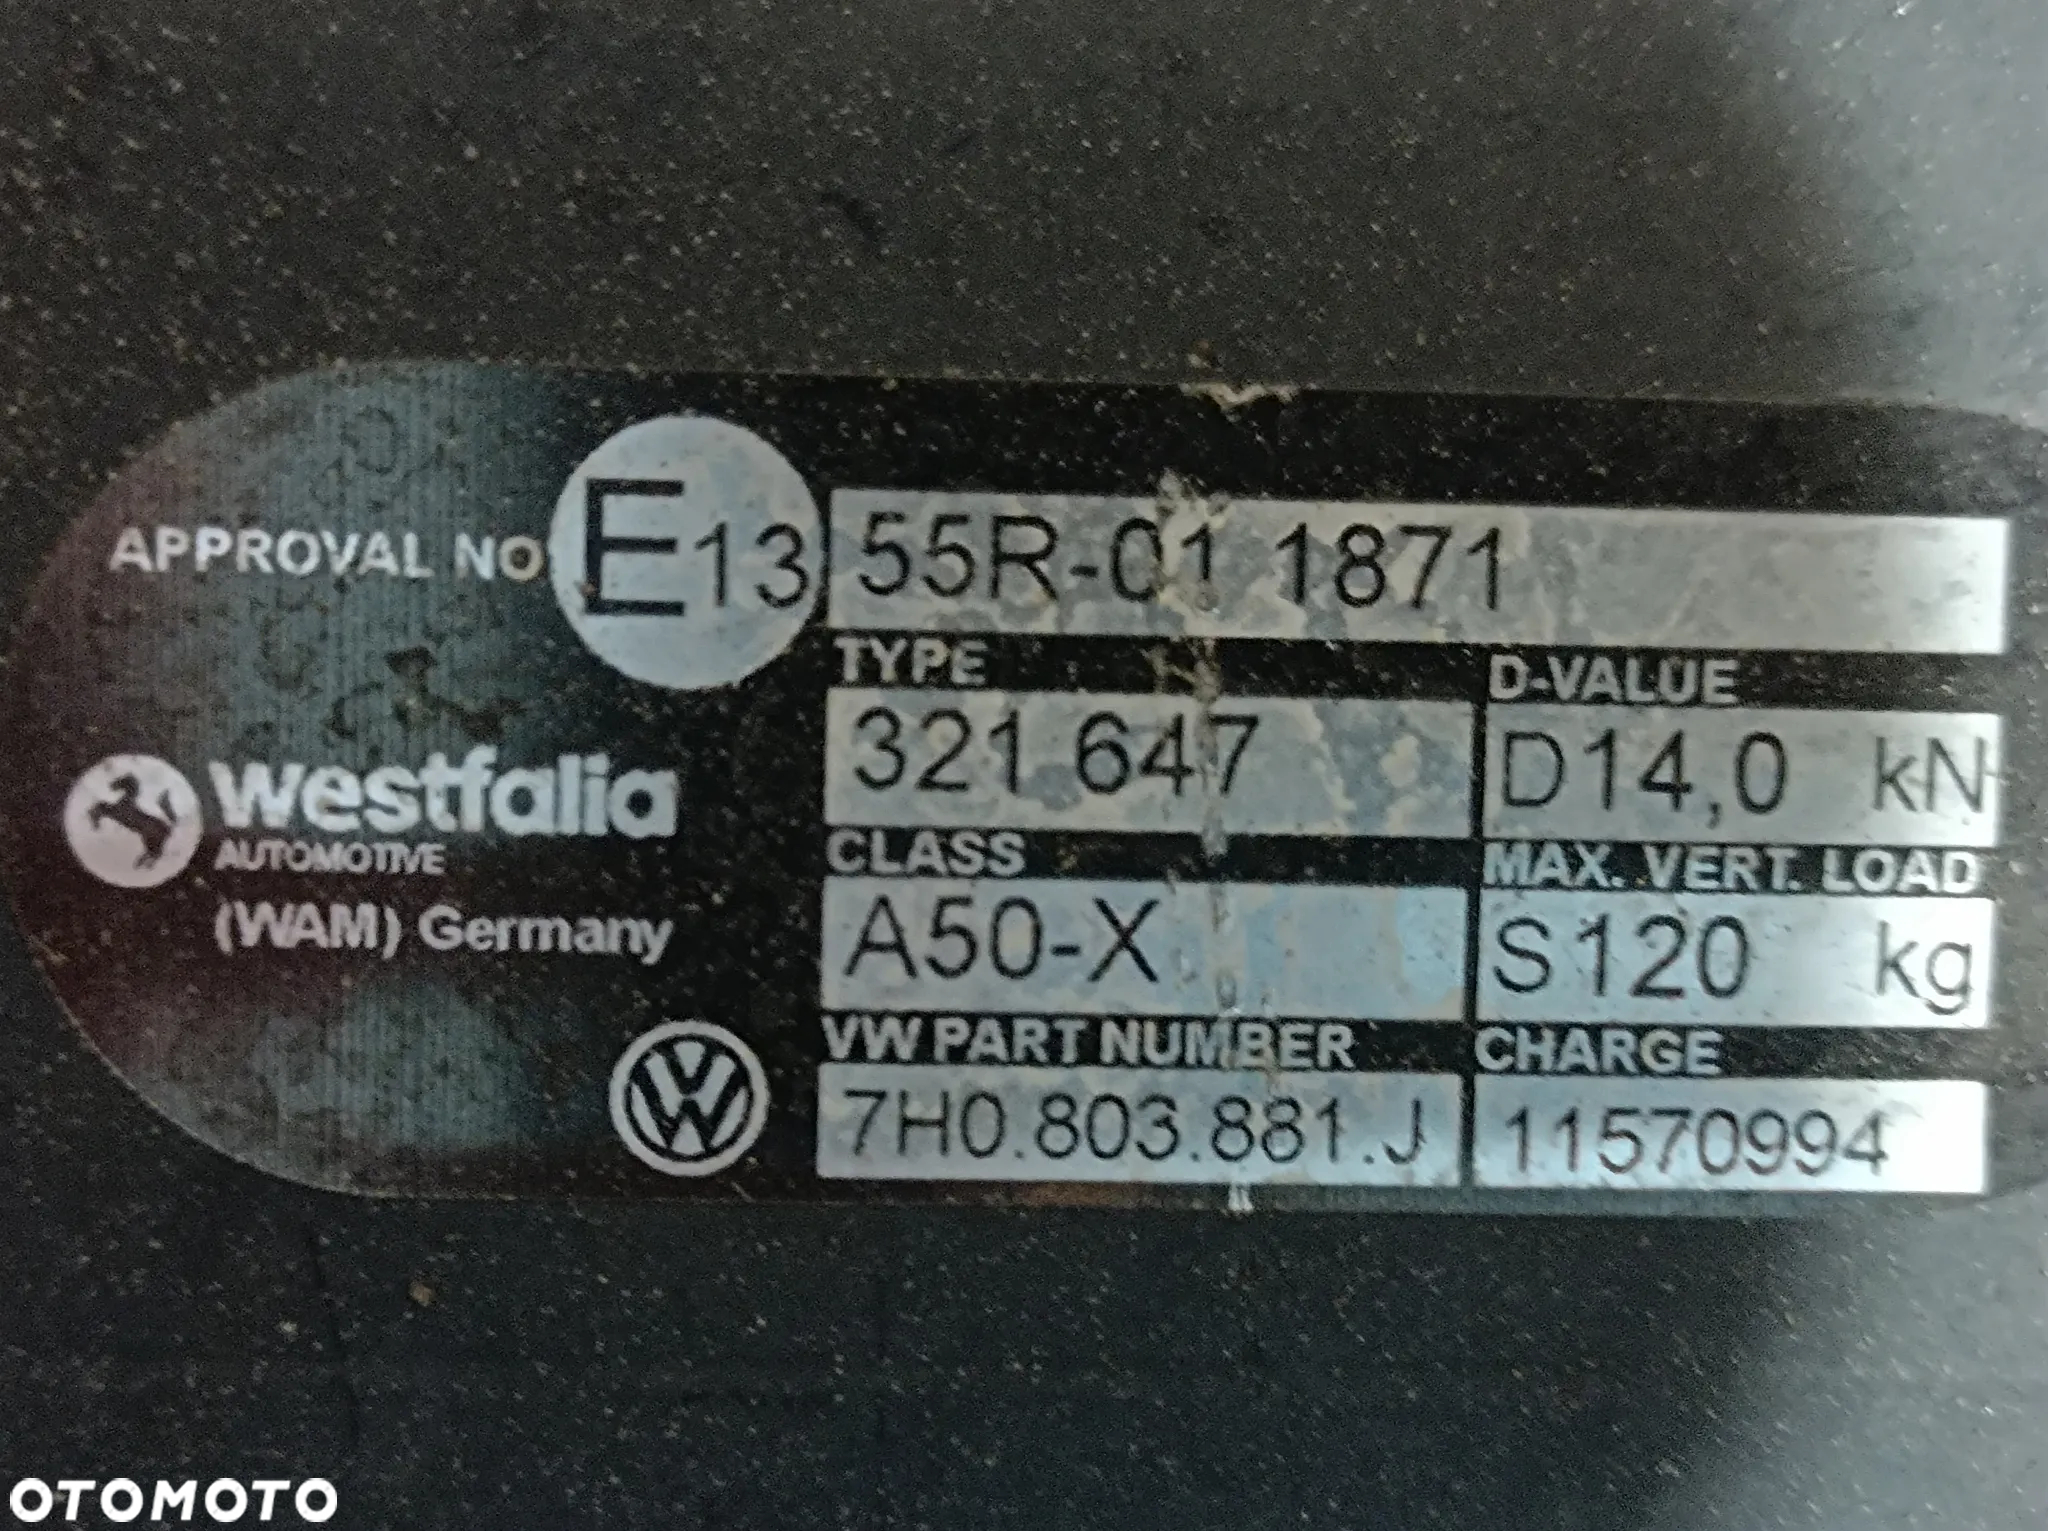 APPROVAL NO E13 55R-01 1871
TYPE D-VALUE
321 647 D14,0 kN
westfalia
AUTOMOTIVE
CLASS MAX. VERT. LOAD
A50-X S120 kg
(WAM) Germany
VW PART NUMBER CHARGE
7H0.803.881.J 11570994
OTOMOTO